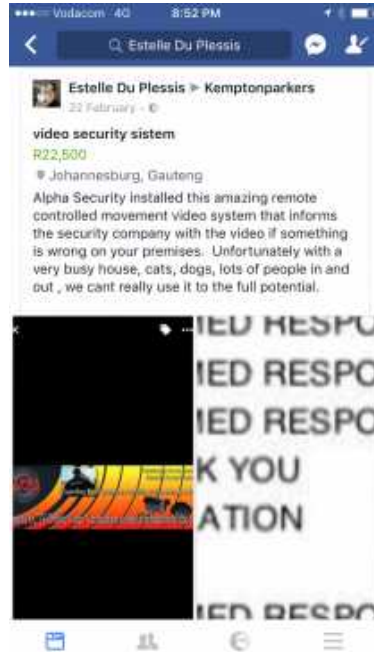 Vodacom 4G 8:52 PM
Estelle Du Plessis
Estelle Du Plessis ▸ Kemptonparkers
22 February
video security sistem
R22,500
Johannesburg, Gauteng
Alpha Security installed this amazing remote
controlled movement video system that informs
the security company with the video if something
is wrong on your premises. Unfortunately with a
very busy house, cats, dogs, lots of people in and
out , we cant really use it to the full potential.
IED RESPO
IED RESPO
MED RESPO
K YOU
ATION
IED RESPO